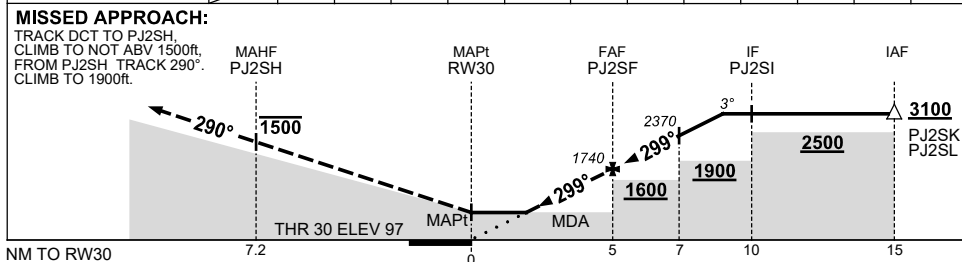 MISSED APPROACH:
TRACK DCT TO PJ2SH,
CLIMB TO NOT ABV 1500ft,
FROM PJ2SH TRACK 290°.
CLIMB TO 1900ft.
MAHF
PJ2SH
MAPt
RW30
FAF
PJ2SF
IF
PJ2SI
IAF
290°
1500
1740
299°
299°
2370
3°
3100
PJ2SK
PJ2SL
2500
1900
1600
MAPt
MDA
THR 30 ELEV 97
NM TO RW30
7.2
0
5
7
10
15